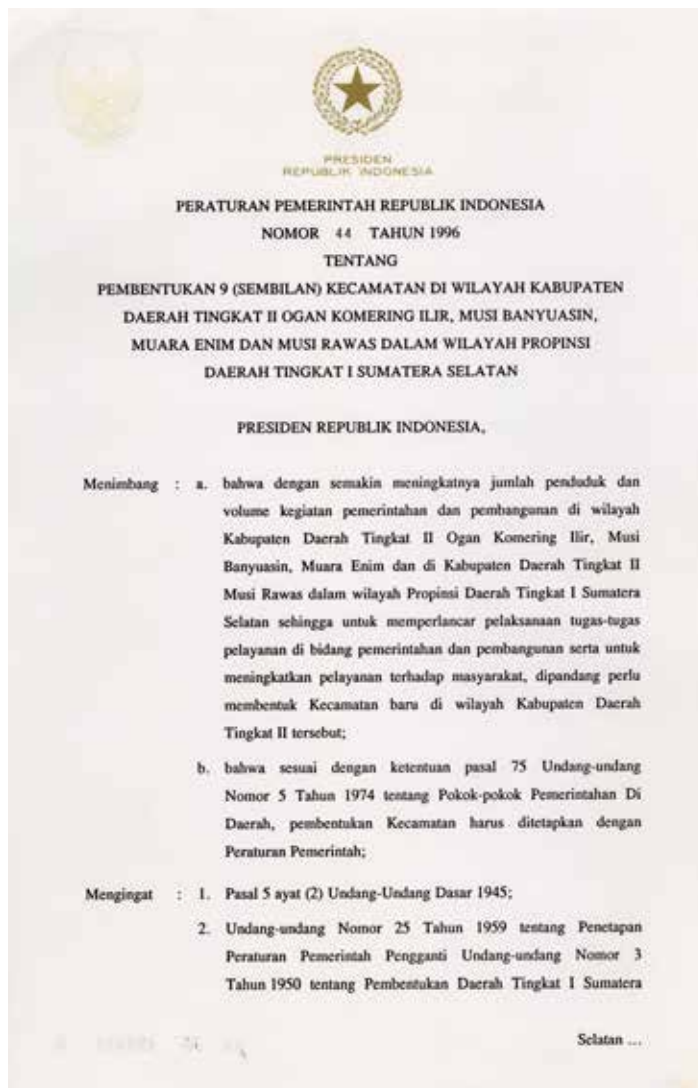 PRESIDEN
REPUBLIK INDONESIA
PERATURAN PEMERINTAH REPUBLIK INDONESIA
NOMOR 44 TAHUN 1996
TENTANG
PEMBENTUKAN 9 (SEMBILAN) KECAMATAN DI WILAYAH KABUPATEN
DAERAH TINGKAT II OGAN KOMERING ILIR, MUSI BANYUASIN,
MUARA ENIM DAN MUSI RAWAS DALAM WILAYAH PROPINSI
DAERAH TINGKAT I SUMATERA SELATAN
PRESIDEN REPUBLIK INDONESIA,
Menimbang : a. bahwa dengan semakin meningkatnya jumlah penduduk dan
volume kegiatan pemerintahan dan pembangunan di wilayah
Kabupaten Daerah Tingkat II Ogan Komering Ilir, Musi
Banyuasin, Muara Enim dan di Kabupaten Daerah Tingkat II
Musi Rawas dalam wilayah Propinsi Daerah Tingkat I Sumatera
Selatan sehingga untuk memperlancar pelaksanaan tugas-tugas
pelayanan di bidang pemerintahan dan pembangunan serta untuk
meningkatkan pelayanan terhadap masyarakat, dipandang perlu
membentuk Kecamatan baru di wilayah Kabupaten Daerah
Tingkat II tersebut;
b. bahwa sesuai dengan ketentuan pasal 75 Undang-undang
Nomor 5 Tahun 1974 tentang Pokok-pokok Pemerintahan Di
Daerah, pembentukan Kecamatan harus ditetapkan dengan
Peraturan Pemerintah;
Mengingat : 1. Pasal 5 ayat (2) Undang-Undang Dasar 1945;
2. Undang-undang Nomor 25 Tahun 1959 tentang Penetapan
Peraturan Pemerintah Pengganti Undang-undang Nomor 3
Tahun 1950 tentang Pembentukan Daerah Tingkat I Sumatera
Selatan ...